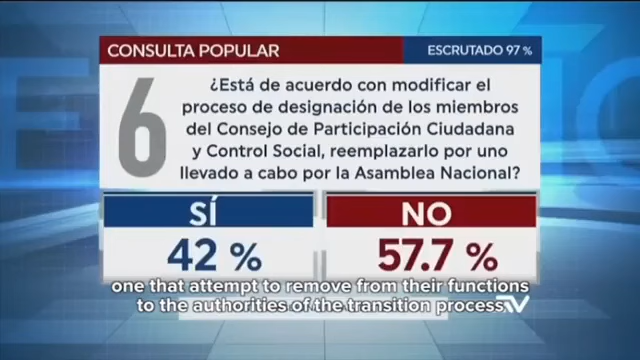 CONSULTA POPULAR
ESCRUTADO 97 %
6
¿Está de acuerdo con modificar el
proceso de designación de los miembros
del Consejo de Participación Ciudadana
y Control Social, reemplazarlo por uno
llevado a cabo por la Asamblea Nacional?
SÍ
NO
42 %
57.7 %
one that attempt to remove from their functions
to the authorities of the transition process,